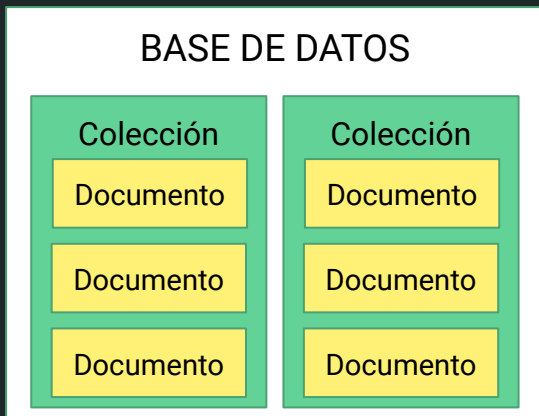 BASE DE DATOS
Colección
Documento
Documento
Documento
Colección
Documento
Documento
Documento